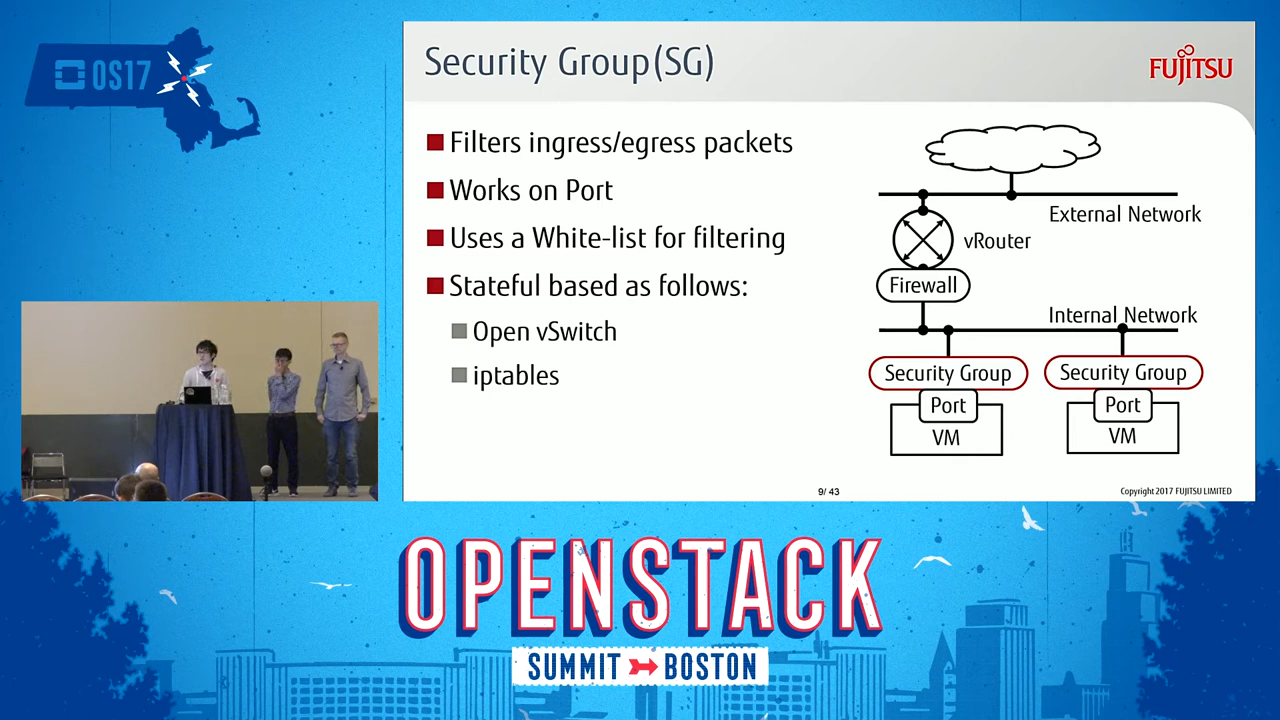 OS17
Security Group(SG)
FUJITSU
Filters ingress/egress packets
Works on Port
Uses a White-list for filtering
Stateful based as follows:
Open vSwitch
iptables
External Network
vRouter
Firewall
Internal Network
Security Group
Security Group
Port
Port
VM
VM
9/ 43
Copyright 2017 FUJITSU LIMITED
OPENSTACK
SUMMIT BOSTON